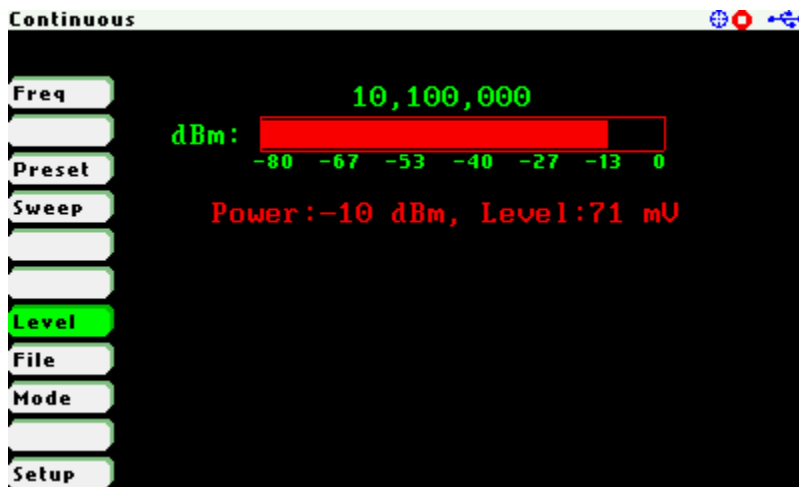 Continuous
Freq
10,100,000
dBm:
-80 -67 -53 -40 -27 -13 0
Preset
Sweep
Power:-10 dBm, Level:71 mV
Level
File
Mode
Setup